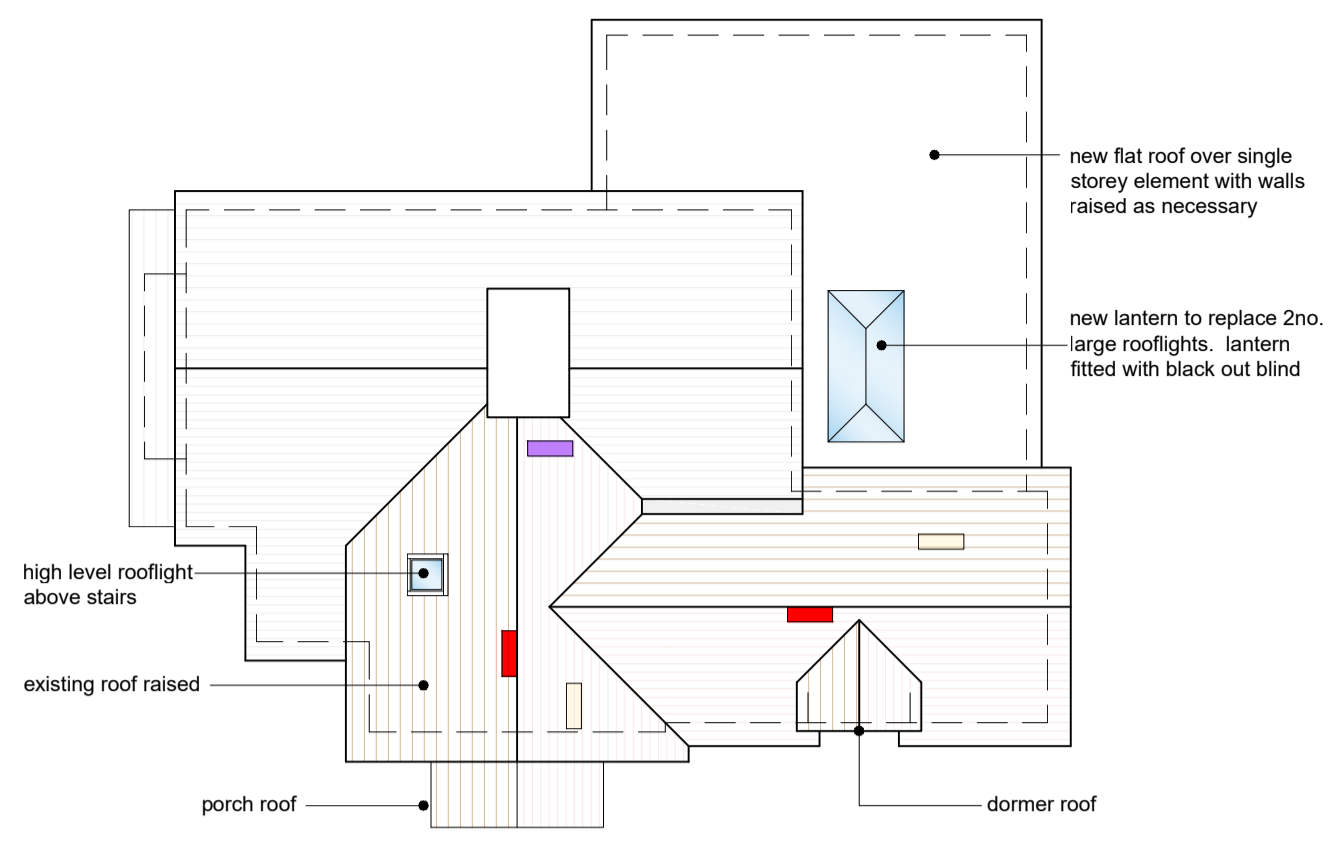 new flat roof over single
storey element with walls
raised as necessary
new lantern to replace 2no.
large rooflights.  lantern
fitted with black out blind
high level rooflight
above stairs
existing roof raised
porch roof
dormer roof